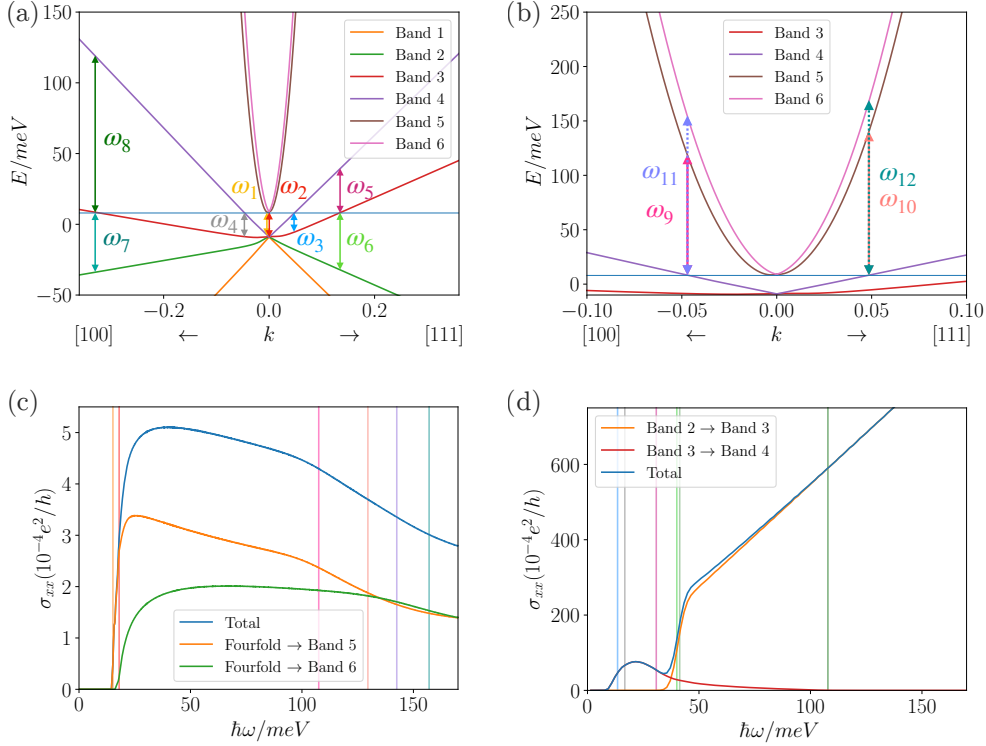 (a)
150
100
50
0
−50
E/meV
Band 1
Band 2
Band 3
Band 4
Band 5
Band 6
ω₈
ω₇
ω₄
ω₁
ω₂
ω₃
ω₅
ω₆
−0.2 0.0 0.2
[100] ← k → [111]
(b)
250
200
150
100
50
0
E/meV
Band 3
Band 4
Band 5
Band 6
ω₁₁
ω₉
ω₁₂
ω₁₀
−0.10 −0.05 0.00 0.05 0.10
[100] ← k → [111]
(c)
5
4
3
2
1
0
σₓₓ(10⁻⁴e²/h)
Total
Fourfold → Band 5
Fourfold → Band 6
0 50 100 150
ħω/meV
(d)
600
400
200
0
σₓₓ(10⁻⁴e²/h)
Band 2 → Band 3
Band 3 → Band 4
Total
0 50 100 150
ħω/meV